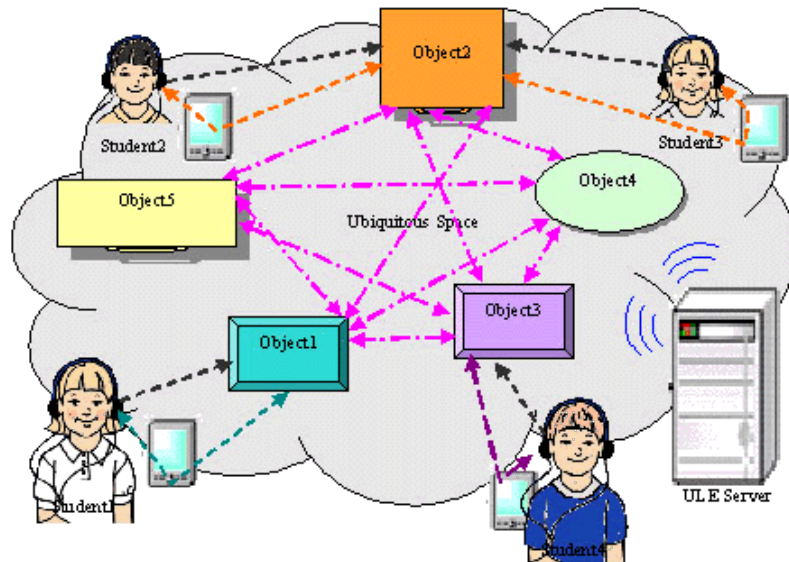 Object2
Student2
Student3
Object5
Object4
Ubiquitous Space
Object1
Object3
Student1
ULE Server
Student4